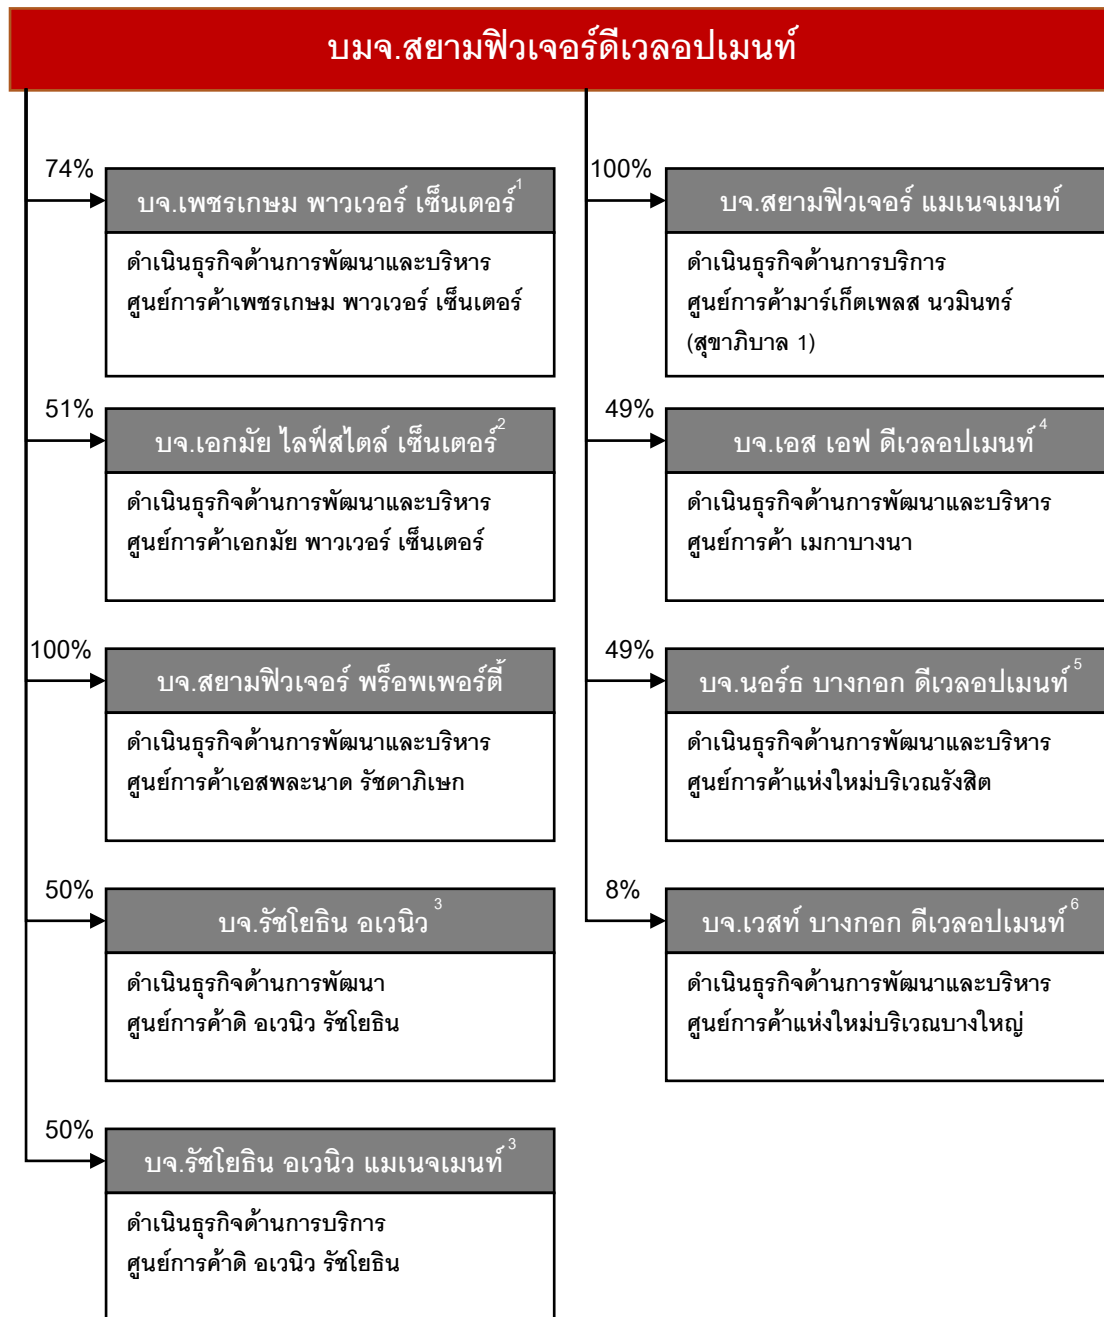 บมจ.สยามฟิวเจอร์ดีเวลอปเมนท์
74%
บจ.เพชรเกษม พาวเวอร์ เซ็นเตอร์¹
ดำเนินธุรกิจด้านการพัฒนาและบริหาร
ศูนย์การค้าเพชรเกษม พาวเวอร์ เซ็นเตอร์
51%
บจ.เอกมัย ไลฟ์สไตล์ เซ็นเตอร์²
ดำเนินธุรกิจด้านการพัฒนาและบริหาร
ศูนย์การค้าเอกมัย พาวเวอร์ เซ็นเตอร์
100%
บจ.สยามฟิวเจอร์ พร็อพเพอร์ตี้
ดำเนินธุรกิจด้านการพัฒนาและบริหาร
ศูนย์การค้าเอสพละนาด รัชดาภิเษก
50%
บจ.รัชโยธิน อเวนิว³
ดำเนินธุรกิจด้านการพัฒนา
ศูนย์การค้าดิ อเวนิว รัชโยธิน
50%
บจ.รัชโยธิน อเวนิว แมเนจเมนท์³
ดำเนินธุรกิจด้านการบริการ
ศูนย์การค้าดิ อเวนิว รัชโยธิน
100%
บจ.สยามฟิวเจอร์ แมเนจเมนท์
ดำเนินธุรกิจด้านการบริการ
ศูนย์การค้ามาร์เก็ตเพลส นวมินทร์
(สุขาภิบาล 1)
49%
บจ.เอส เอฟ ดีเวลอปเมนท์⁴
ดำเนินธุรกิจด้านการพัฒนาและบริหาร
ศูนย์การค้า เมกาบางนา
49%
บจ.นอร์ธ บางกอก ดีเวลอปเมนท์⁵
ดำเนินธุรกิจด้านการพัฒนาและบริหาร
ศูนย์การค้าแห่งใหม่บริเวณรังสิต
8%
บจ.เวสท์ บางกอก ดีเวลอปเมนท์⁶
ดำเนินธุรกิจด้านการพัฒนาและบริหาร
ศูนย์การค้าแห่งใหม่บริเวณบางใหญ่